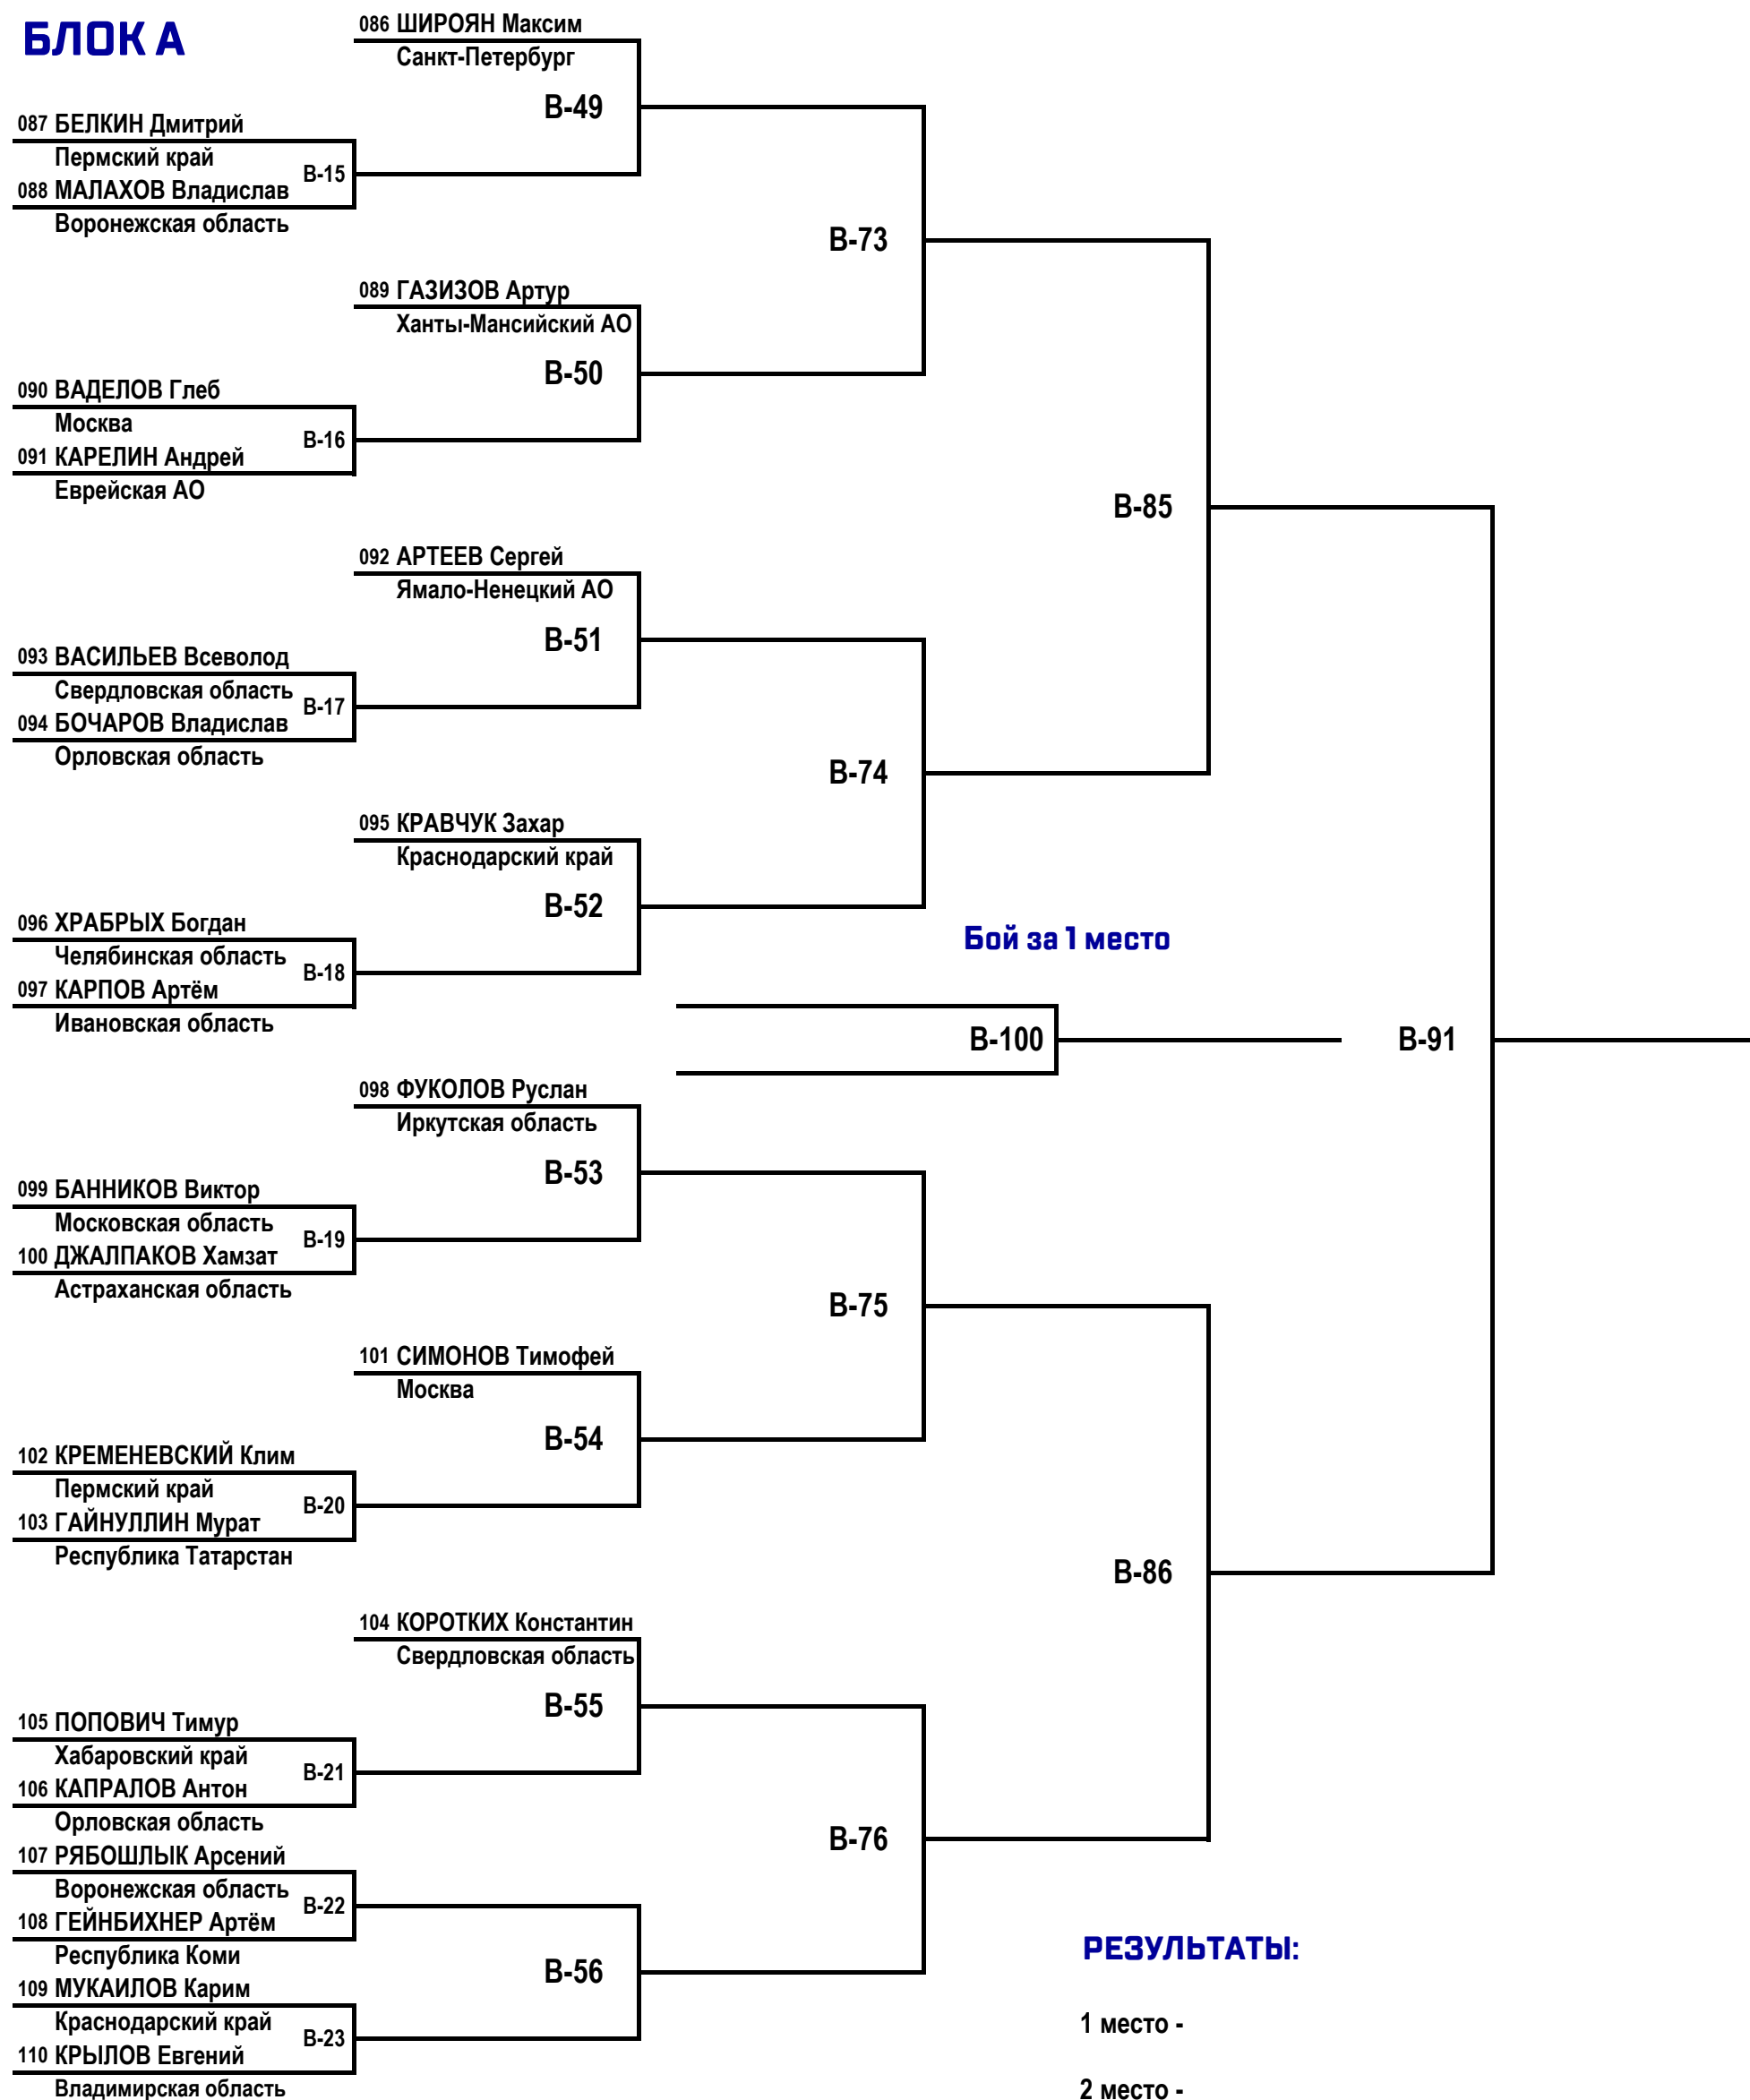 БЛОК А
086 ШИРОЯН Максим
Санкт-Петербург
В-49
087 БЕЛКИН Дмитрий
Пермский край
В-15
088 МАЛАХОВ Владислав
Воронежская область
В-73
089 ГАЗИЗОВ Артур
Ханты-Мансийский АО
В-50
090 ВАДЕЛОВ Глеб
Москва
В-16
091 КАРЕЛИН Андрей
Еврейская АО
В-85
092 АРТЕЕВ Сергей
Ямало-Ненецкий АО
В-51
093 ВАСИЛЬЕВ Всеволод
Свердловская область
В-17
094 БОЧАРОВ Владислав
Орловская область
В-74
095 КРАВЧУК Захар
Краснодарский край
В-52
096 ХРАБРЫХ Богдан
Челябинская область
В-18
097 КАРПОВ Артём
Ивановская область
Бой за 1 место
В-100
В-91
098 ФУКОЛОВ Руслан
Иркутская область
В-53
099 БАННИКОВ Виктор
Московская область
В-19
100 ДЖАЛПАКОВ Хамзат
Астраханская область
В-75
101 СИМОНОВ Тимофей
Москва
В-54
102 КРЕМЕНЕВСКИЙ Клим
Пермский край
В-20
103 ГАЙНУЛЛИН Мурат
Республика Татарстан
В-86
104 КОРОТКИХ Константин
Свердловская область
В-55
105 ПОПОВИЧ Тимур
Хабаровский край
В-21
106 КАПРАЛОВ Антон
Орловская область
В-76
107 РЯБОШЛЫК Арсений
Воронежская область
В-22
108 ГЕЙНБИХНЕР Артём
Республика Коми
В-56
109 МУКАИЛОВ Карим
Краснодарский край
В-23
110 КРЫЛОВ Евгений
Владимирская область
РЕЗУЛЬТАТЫ:
1 место -
2 место -